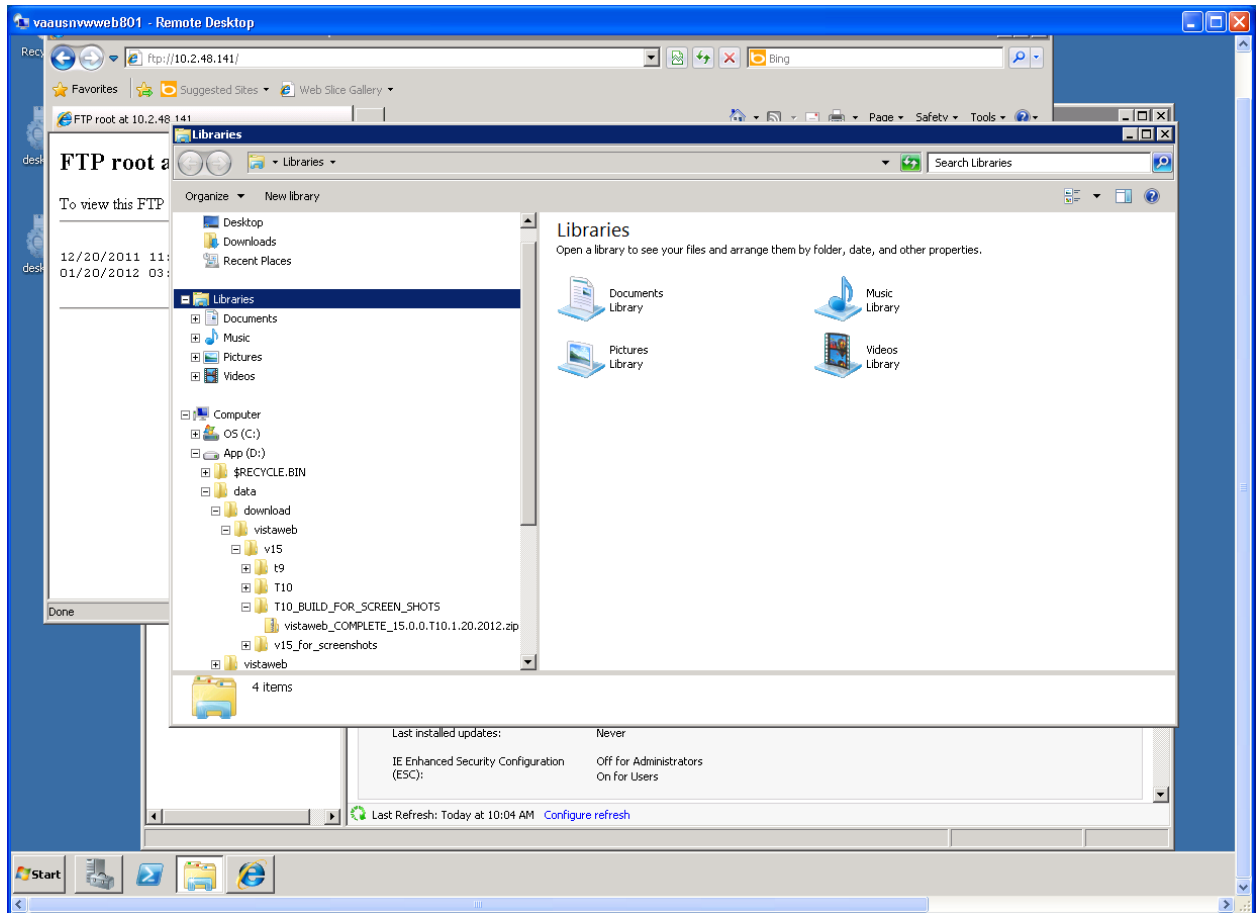 vaausnvwweb801 - Remote Desktop
ftp://10.2.48.141/
Bing
Favorites
Suggested Sites
Web Slice Gallery
FTP root at 10.2.48.141
Page
Safety
Tools
Libraries
FTP root a
Libraries
Search Libraries
To view this FTP
Organize
New library
12/20/2011 11:
01/20/2012 03:
Desktop
Downloads
Recent Places
Libraries
Documents
Music
Pictures
Videos
Computer
OS (C:)
App (D:)
$RECYCLE.BIN
data
download
vistaweb
v15
t9
T10
T10_BUILD_FOR_SCREEN_SHOTS
vistaweb_COMPLETE_15.0.0.T10.1.20.2012.zip
v15_for_screenshots
vistaweb
Libraries
Open a library to see your files and arrange them by folder, date, and other properties.
Documents
Library
Music
Library
Pictures
Library
Videos
Library
Done
4 items
Last installed updates: Never
IE Enhanced Security Configuration (ESC):
Off for Administrators
On for Users
Last Refresh: Today at 10:04 AM Configure refresh
Start